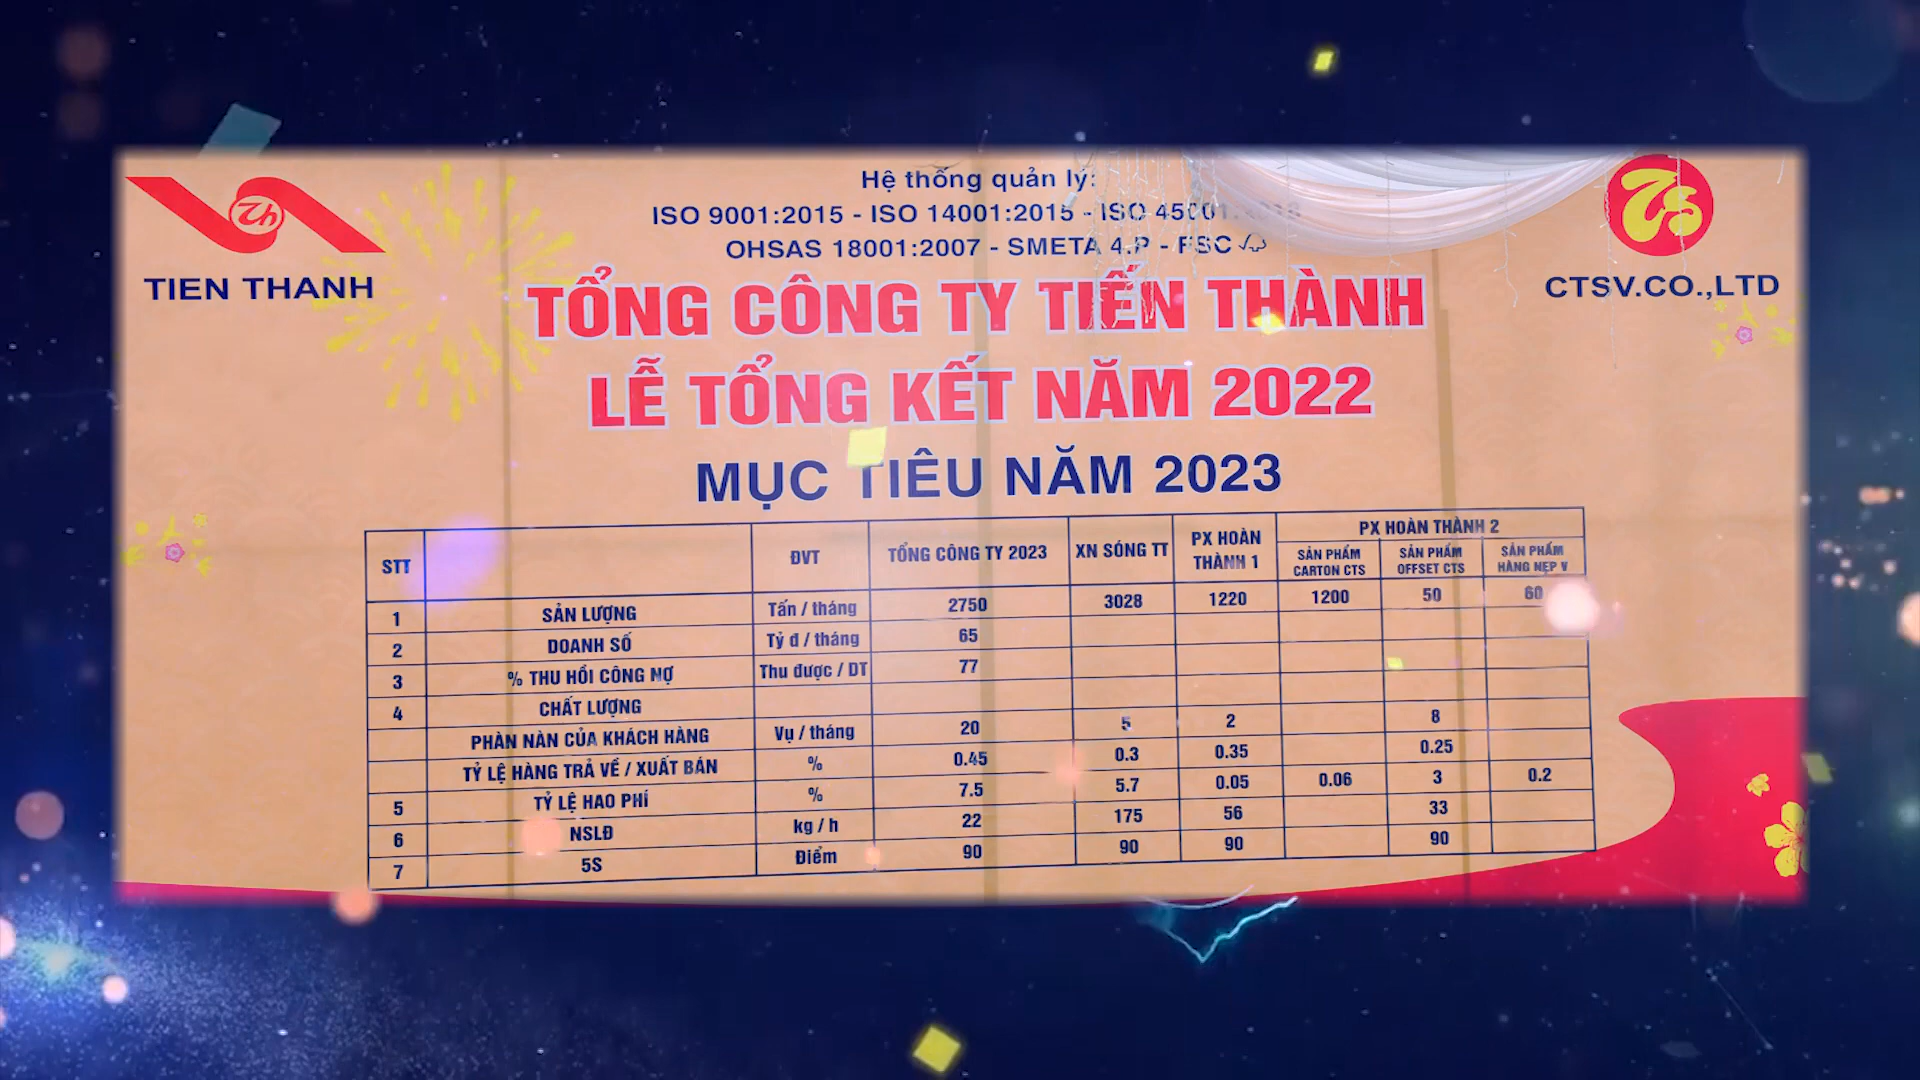 Th
TIEN THANH
Hệ thống quản lý:
ISO 9001:2015 - ISO 14001:2015 - ISO 45001:2018
OHSAS 18001:2007 - SMETA 4.P - FSC
TS
CTSV.CO.,LTD
TỔNG CÔNG TY TIẾN THÀNH
LỄ TỔNG KẾT NĂM 2022
MỤC TIÊU NĂM 2023
STT ĐVT TỔNG CÔNG TY 2023 XN SÓNG TT PX HOÀN THÀNH 1 PX HOÀN THÀNH 2
SẢN PHẨM CARTON CTS SẢN PHẨM OFFSET CTS SẢN PHẨM HÀNG NẸP V
1 SẢN LƯỢNG Tấn / tháng 2750 3028 1220 1200 50 60
2 DOANH SỐ Tỷ đ / tháng 65
3 % THU HỒI CÔNG NỢ Thu được / DT 77
4 CHẤT LƯỢNG
PHÀN NÀN CỦA KHÁCH HÀNG Vụ / tháng 20 5 2 8
TỶ LỆ HÀNG TRẢ VỀ / XUẤT BÁN % 0.45 0.3 0.35 0.25
5 TỶ LỆ HAO PHÍ % 7.5 5.7 0.05 0.06 3 0.2
6 NSLĐ kg / h 22 175 56 33
7 5S Điểm 90 90 90 90